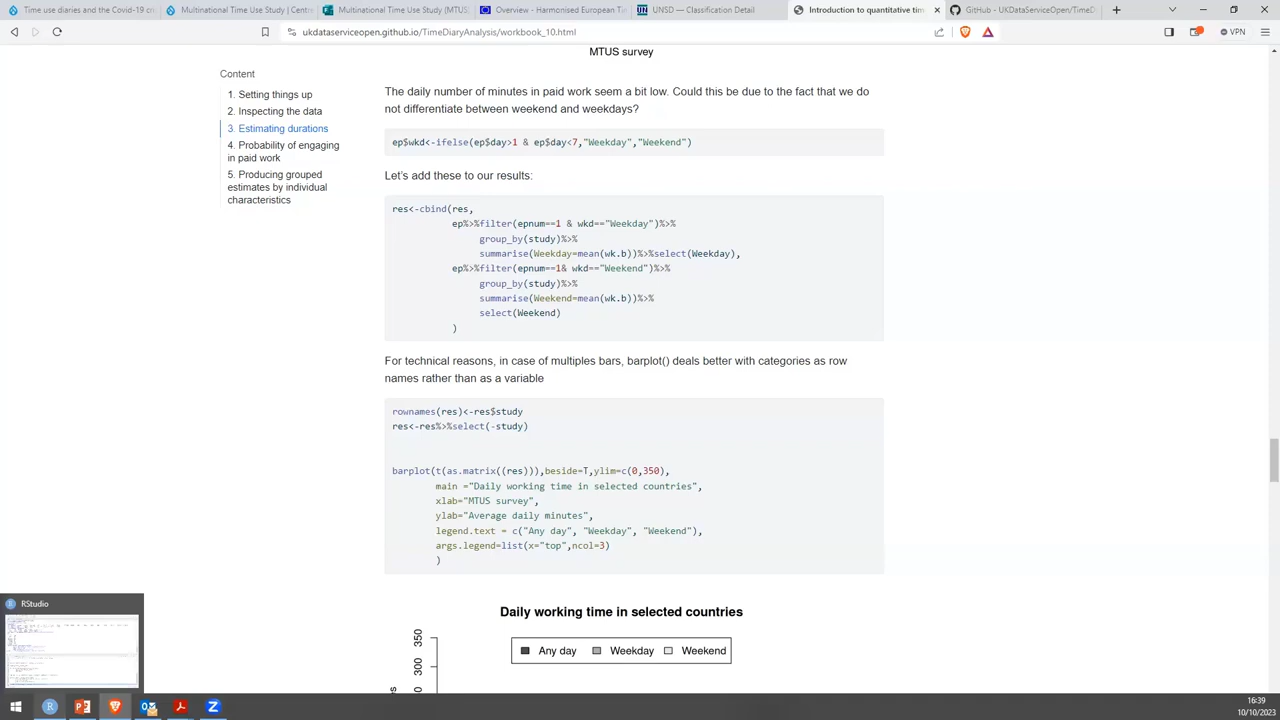 Time use diaries and the Covid-19 cri
Multinational Time Use Study | Centr
Multinational Time Use Study (MTUS)
Overview - Harmonised European Ti
UNSD — Classification Detail
Introduction to quantitative tim
GitHub - UKDataServiceOpen/TimeD
ukdataserviceopen.github.io/TimeDiaryAnalysis/workbook_10.html
VPN
MTUS survey
Content
1. Setting things up
2. Inspecting the data
3. Estimating durations
4. Probability of engaging
in paid work
5. Producing grouped
estimates by individual
characteristics
The daily number of minutes in paid work seem a bit low. Could this be due to the fact that we do
not differentiate between weekend and weekdays?
ep$wkd<-ifelse(ep$day>1 & ep$day<7,"Weekday","Weekend")
Let's add these to our results:
res<-cbind(res,
ep%>%filter(epnum==1 & wkd=="Weekday")%>%
group_by(study)%>%
summarise(Weekday=mean(wk.b))%>%select(Weekday),
ep%>%filter(epnum==1& wkd=="Weekend")%>%
group_by(study)%>%
summarise(Weekend=mean(wk.b))%>%
select(Weekend)
)
For technical reasons, in case of multiples bars, barplot() deals better with categories as row
names rather than as a variable
rownames(res)<-res$study
res<-res%>%select(-study)
barplot(t(as.matrix((res))),beside=T,ylim=c(0,350),
main ="Daily working time in selected countries",
xlab="MTUS survey",
ylab="Average daily minutes",
legend.text = c("Any day", "Weekday", "Weekend"),
args.legend=list(x="top",ncol=3)
)
Daily working time in selected countries
350
300
Any day
Weekday
Weekend
RStudio
16:39
10/10/2023